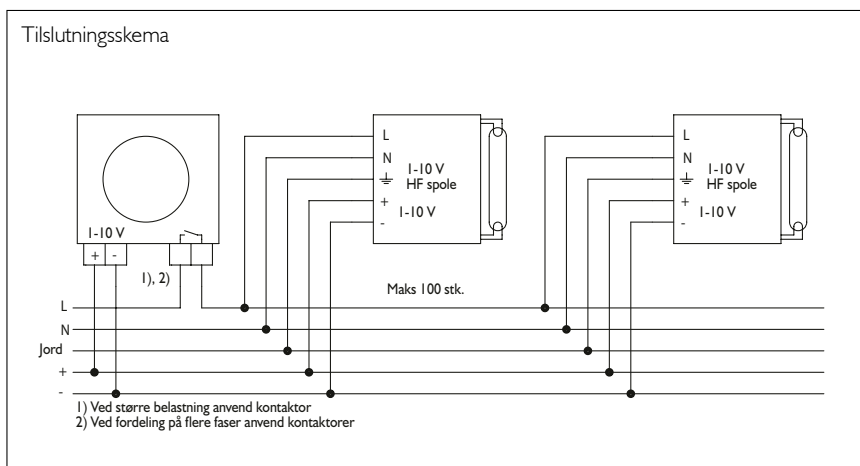 Tilslutningsskema
1-10 V
+ -
1), 2)
L
N
1-10 V
HF spole
+
1-10 V
-
L
N
1-10 V
HF spole
+
1-10 V
-
Maks 100 stk.
L
N
Jord
+
-
1) Ved større belastning anvend kontaktor
2) Ved fordeling på flere faser anvend kontaktorer